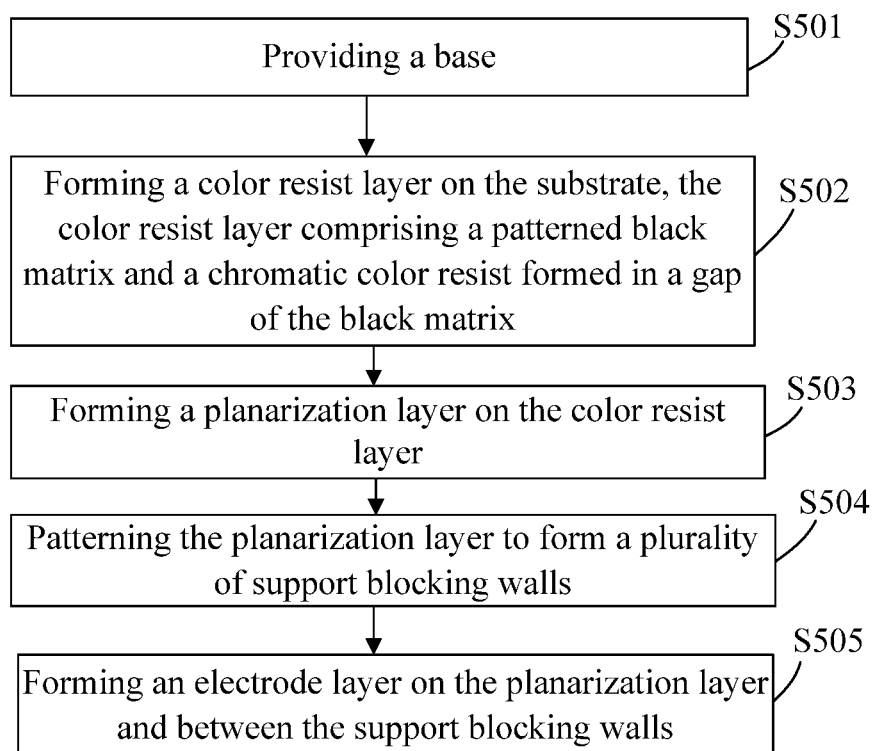 S501
Providing a base
S502
Forming a color resist layer on the substrate, the
color resist layer comprising a patterned black
matrix and a chromatic color resist formed in a gap
of the black matrix
S503
Forming a planarization layer on the color resist
layer
S504
Patterning the planarization layer to form a plurality
of support blocking walls
S505
Forming an electrode layer on the planarization layer
and between the support blocking walls